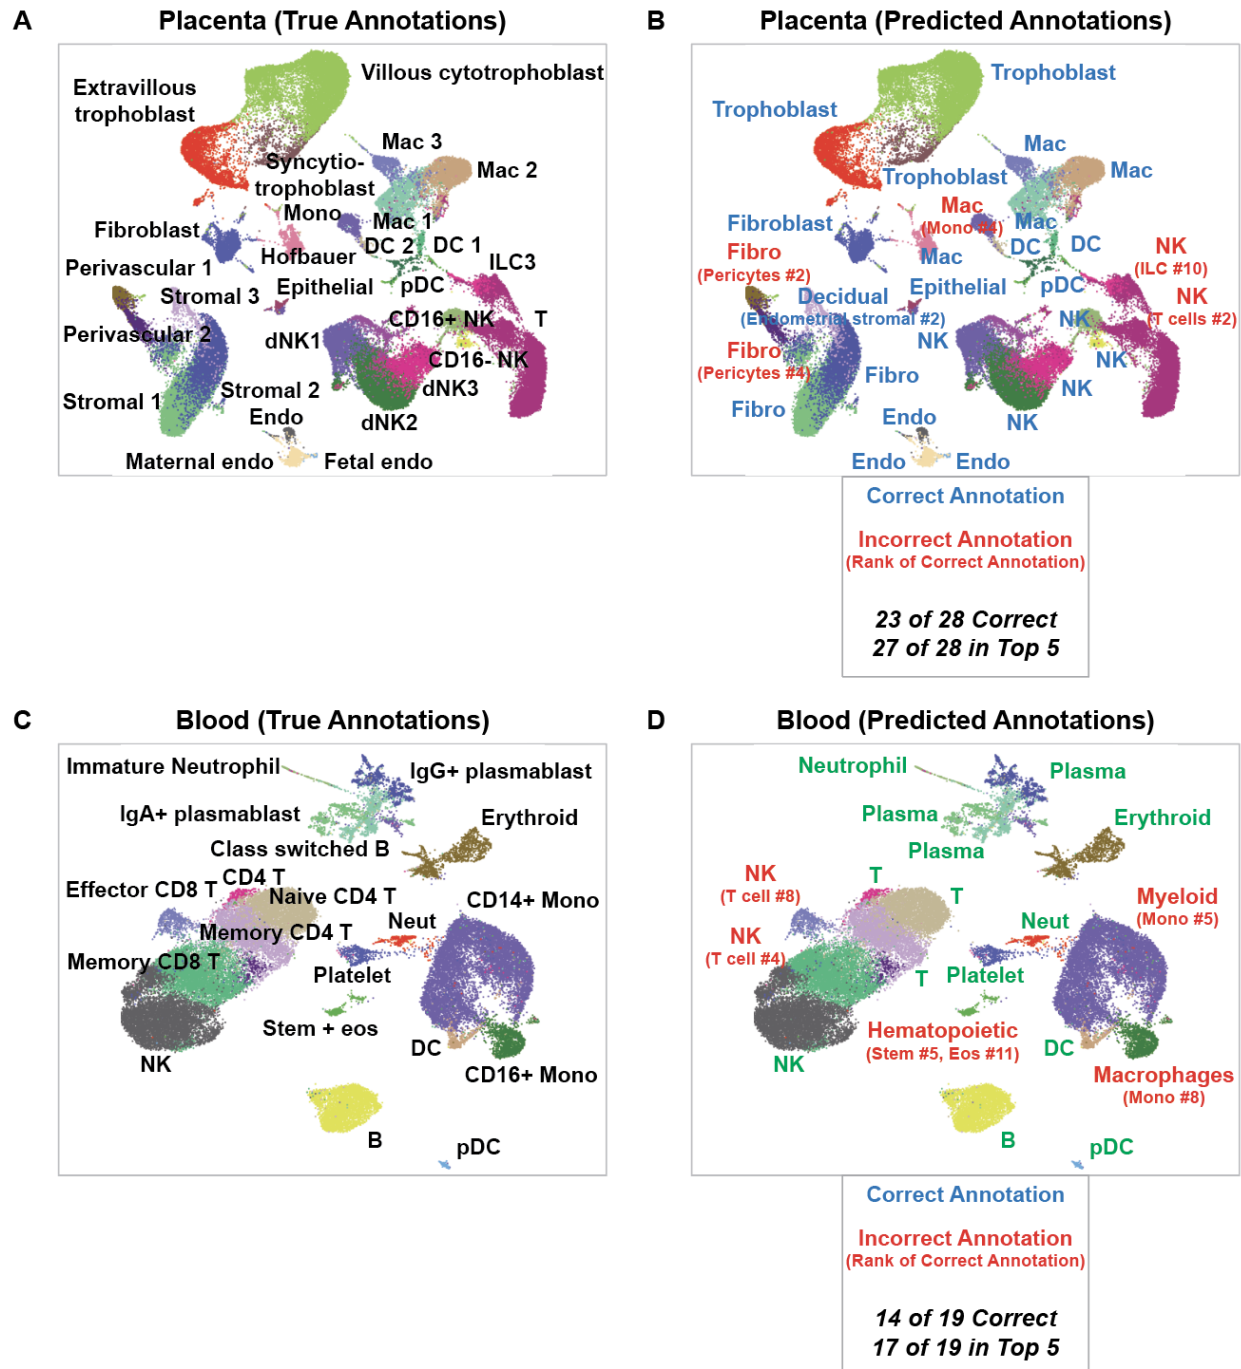 A
Placenta (True Annotations)
Villous cytotrophoblast
Extravillous
trophoblast
Mac 3
Syncytio-
trophoblast
Mac 2
Mono
Mac 1
Fibroblast
DC 2
DC 1
Hofbauer
ILC3
Perivascular 1
Epithelial
pDC
Stromal 3
CD16+ NK
T
Perivascular 2
dNK1
CD16- NK
Stromal 2
dNK3
Stromal 1
Endo
dNK2
Maternal endo
Fetal endo
B
Placenta (Predicted Annotations)
Trophoblast
Trophoblast
Mac
Trophoblast
Mac
Mac
(Mono #4)
Mac
Fibroblast
DC
DC
NK
(ILC #10)
Fibro
(Pericytes #2)
Mac
Epithelial
pDC
NK
(T cells #2)
Decidual
(Endometrial stromal #2)
NK
NK
Fibro
(Pericytes #4)
NK
Fibro
NK
Fibro
Endo
NK
Endo
Endo
Correct Annotation
Incorrect Annotation
(Rank of Correct Annotation)
23 of 28 Correct
27 of 28 in Top 5
C
Blood (True Annotations)
Immature Neutrophil
IgG+ plasmablast
IgA+ plasmablast
Erythroid
Class switched B
CD4 T
Effector CD8 T
Naive CD4 T
CD14+ Mono
Neut
Memory CD4 T
Memory CD8 T
Platelet
Stem + eos
DC
NK
CD16+ Mono
B
pDC
D
Blood (Predicted Annotations)
Neutrophil
Plasma
Plasma
Erythroid
Plasma
NK
(T cell #8)
T
T
Myeloid
(Mono #5)
Neut
NK
(T cell #4)
T
Platelet
Hematopoietic
(Stem #5, Eos #11)
DC
NK
Macrophages
(Mono #8)
B
pDC
Correct Annotation
Incorrect Annotation
(Rank of Correct Annotation)
14 of 19 Correct
17 of 19 in Top 5